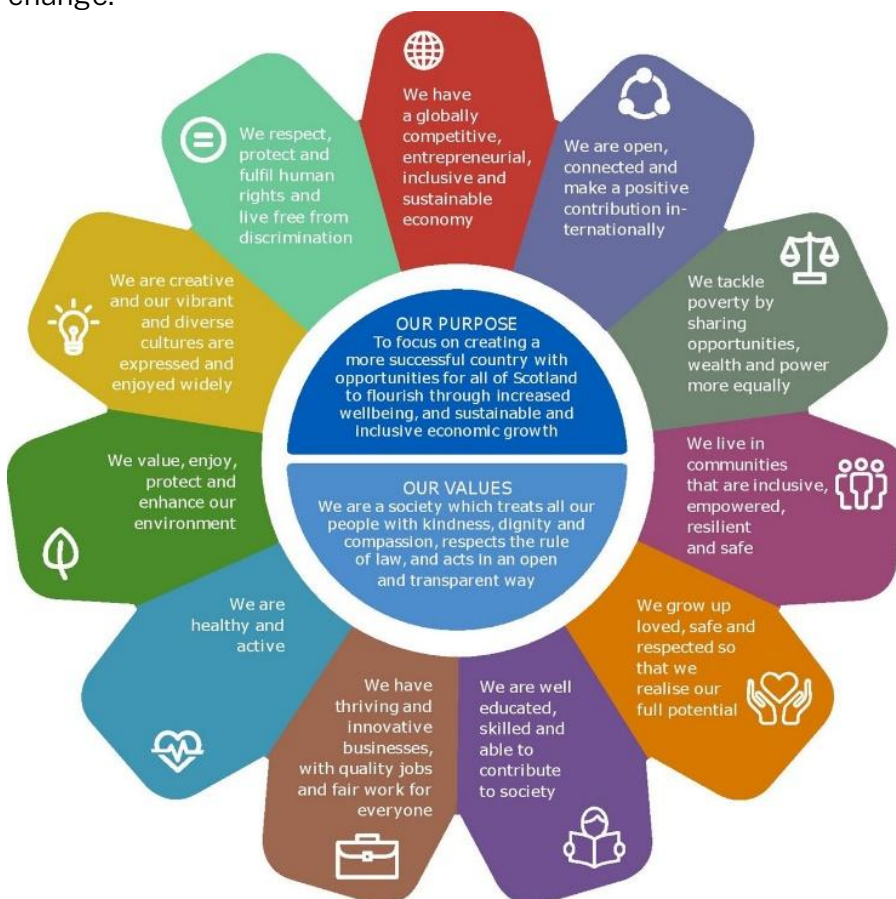 change.
We have
a globally
competitive,
entrepreneurial,
inclusive and
sustainable
economy
We are open,
connected and
make a positive
contribution in-
ternationally
We tackle
poverty by
sharing
opportunities,
wealth and power
more equally
We live in
communities
that are inclusive,
empowered,
resilient
and safe
We grow up
loved, safe and
respected so
that we
realise our
full potential
We are well
educated,
skilled and
able to
contribute
to society
We have
thriving and
innovative
businesses,
with quality jobs
and fair work for
everyone
We are
healthy and
active
We value, enjoy,
protect and
enhance our
environment
We are creative
and our vibrant
and diverse
cultures are
expressed and
enjoyed widely
We respect,
protect and
fulfil human
rights and
live free from
discrimination
OUR PURPOSE
To focus on creating a
more successful country with
opportunities for all of Scotland
to flourish through increased
wellbeing, and sustainable and
inclusive economic growth
OUR VALUES
We are a society which treats all our
people with kindness, dignity and
compassion, respects the rule
of law, and acts in an open
and transparent way